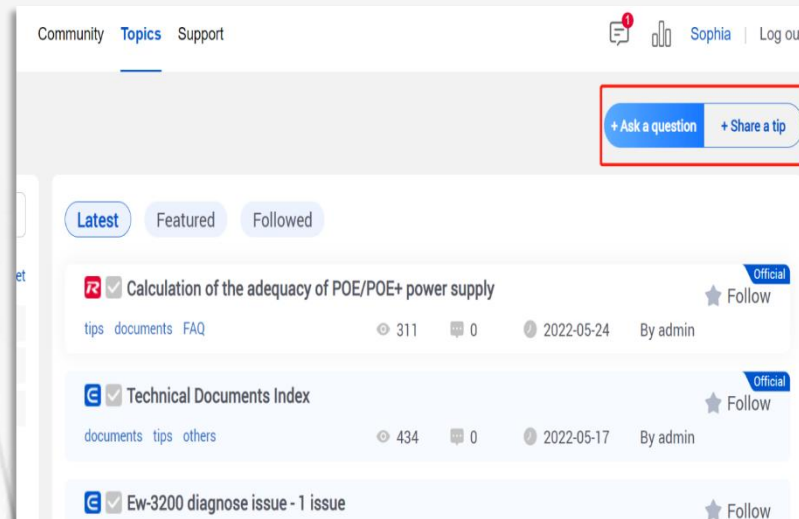 Community Topics Support
1
Sophia | Log ou
+ Ask a question + Share a tip
Latest Featured Followed
et
Official
R Calculation of the adequacy of POE/POE+ power supply
Follow
tips documents FAQ 311 0 2022-05-24 By admin
Official
Technical Documents Index
Follow
documents tips others 434 0 2022-05-17 By admin
Ew-3200 diagnose issue - 1 issue
Follow